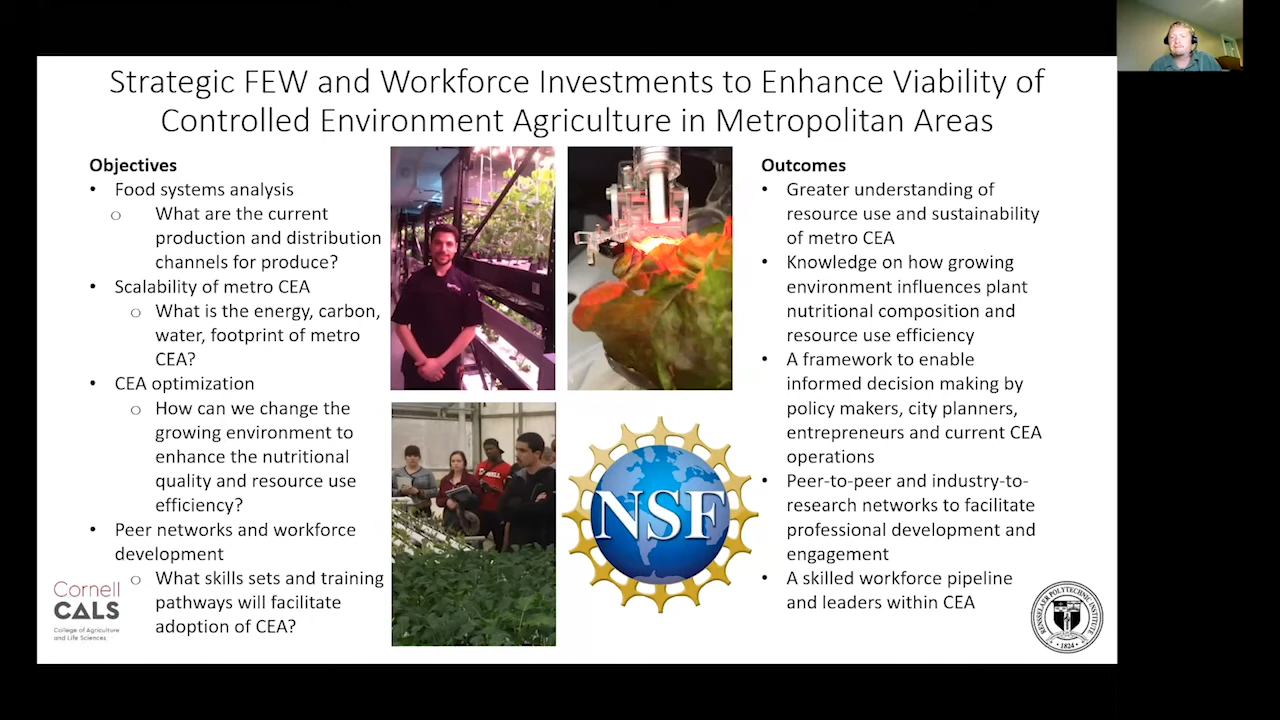 Strategic FEW and Workforce Investments to Enhance Viability of
Controlled Environment Agriculture in Metropolitan Areas
Objectives
• Food systems analysis
o What are the current
production and distribution
channels for produce?
• Scalability of metro CEA
o What is the energy, carbon,
water, footprint of metro
CEA?
• CEA optimization
o How can we change the
growing environment to
enhance the nutritional
quality and resource use
efficiency?
• Peer networks and workforce
development
o What skills sets and training
pathways will facilitate
adoption of CEA?
Cornell
CALS
College of Agriculture
and Life Sciences
NSF
Outcomes
• Greater understanding of
resource use and sustainability
of metro CEA
• Knowledge on how growing
environment influences plant
nutritional composition and
resource use efficiency
• A framework to enable
informed decision making by
policy makers, city planners,
entrepreneurs and current CEA
operations
• Peer-to-peer and industry-to-
research networks to facilitate
professional development and
engagement
• A skilled workforce pipeline
and leaders within CEA
RENSSELAER POLYTECHNIC INSTITUTE
• 1824 •